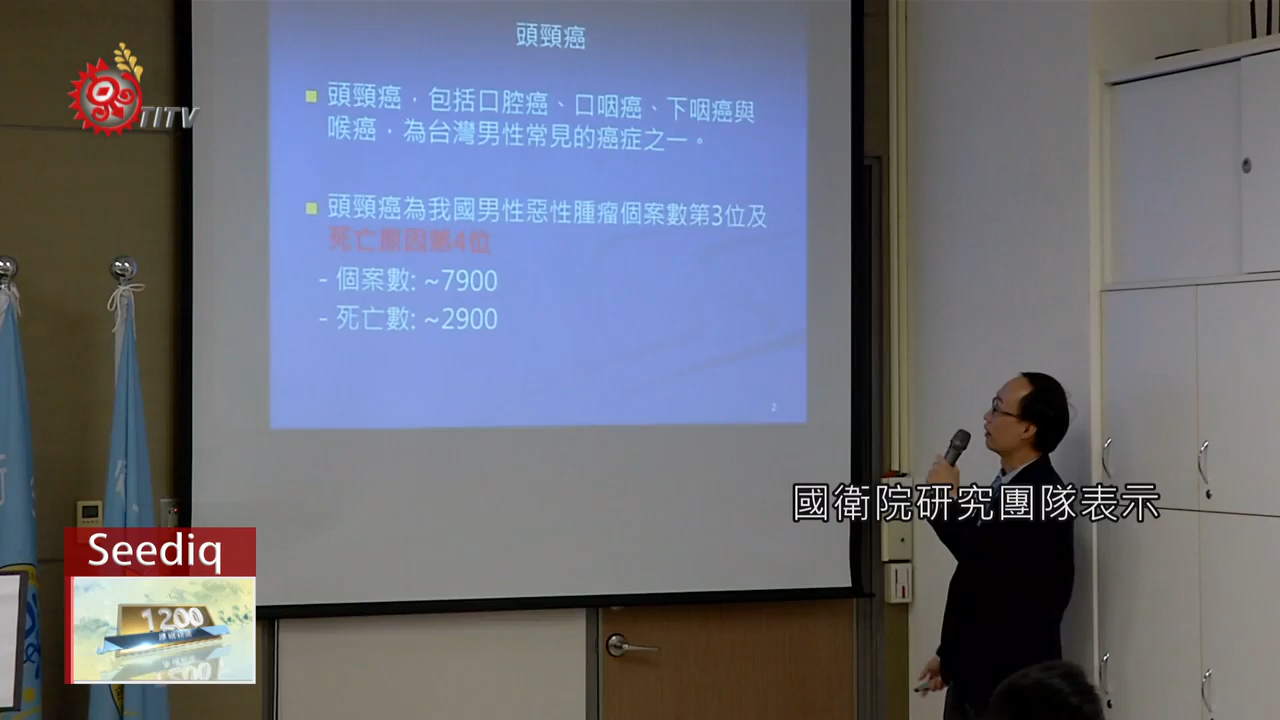 頭頸癌
TITV
頭頸癌，包括口腔癌、口咽癌、下咽癌與
喉癌，為台灣男性常見的癌症之一。
頭頸癌為我國男性惡性腫瘤個案數第3位及
死亡原因第4位
- 個案數: ~7900
- 死亡數: ~2900
2
國衛院研究團隊表示
Seediq
1200